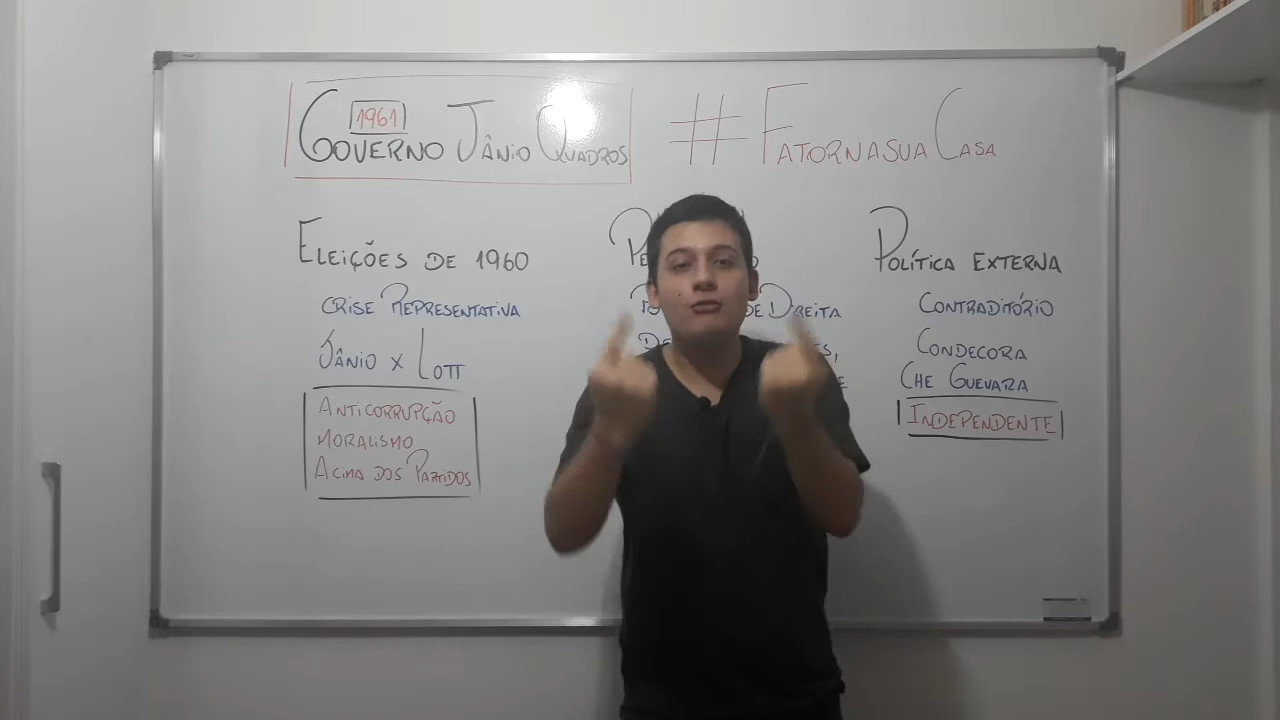 1961
GOVERNO JÂNIO QUADROS
#FATORNASUACASA
ELEIÇÕES DE 1960
CRISE REPRESENTATIVA
JÂNIO X LOTT
ANTICORRUPÇÃO
MORALISMO
ACIMA DOS PARTIDOS
DE DIREITA
POLÍTICA EXTERNA
CONTRADITÓRIO
CONDECORA
CHE GUEVARA
INDEPENDENTE